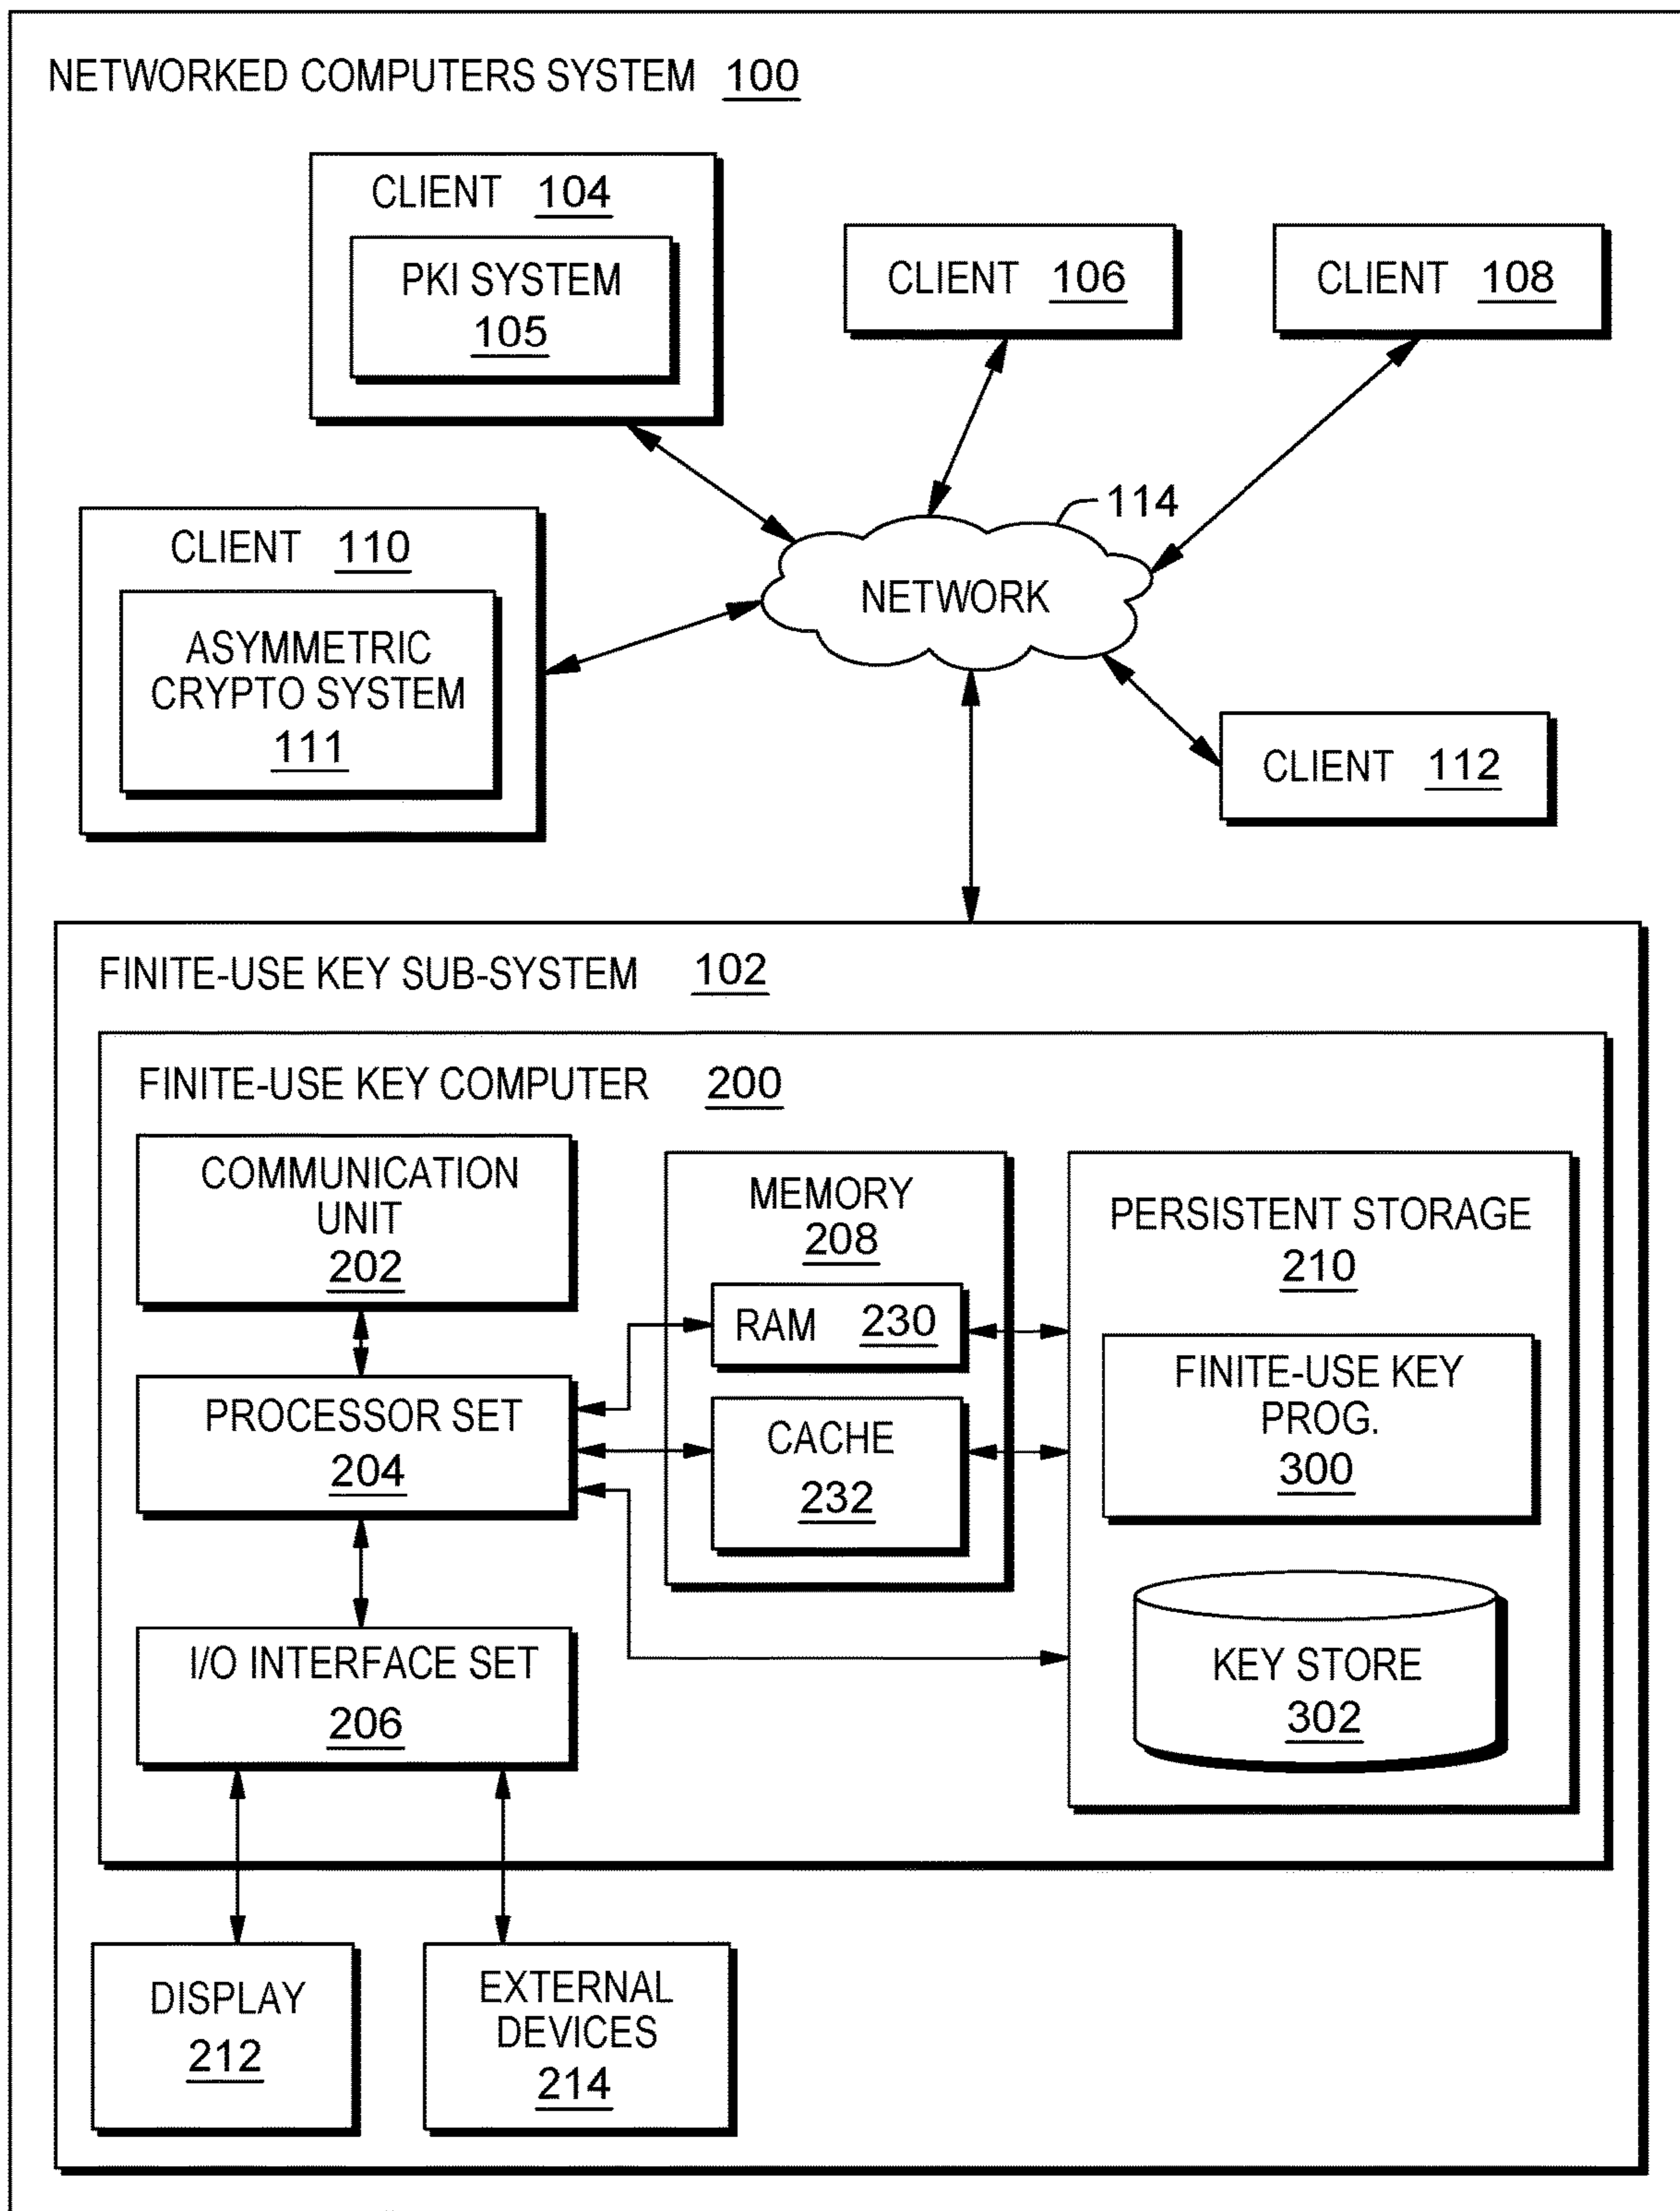 NETWORKED COMPUTERS SYSTEM 100
CLIENT 104
PKI SYSTEM
105
CLIENT 106
CLIENT 108
114
CLIENT 110
ASYMMETRIC
CRYPTO SYSTEM
111
NETWORK
CLIENT 112
FINITE-USE KEY SUB-SYSTEM 102
FINITE-USE KEY COMPUTER 200
COMMUNICATION
UNIT
202
PROCESSOR SET
204
I/O INTERFACE SET
206
MEMORY
208
RAM 230
CACHE
232
PERSISTENT STORAGE
210
FINITE-USE KEY
PROG.
300
KEY STORE
302
DISPLAY
212
EXTERNAL
DEVICES
214